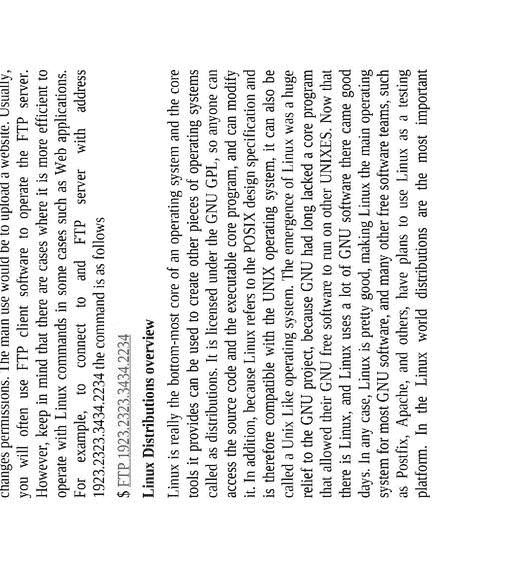 changes permissions. The main use would be to upload a website. Usually,
you will often use FTP client software to operate the FTP server.
However, keep in mind that there are cases where it is more efficient to
operate with Linux commands in some cases such as Web applications.
For example, to connect to and FTP server with address
1923.2323.3434.2234 the command is as follows
$ FTP 1923.2323.3434.2234
Linux Distributions overview
Linux is really the bottom-most core of an operating system and the core
tools it provides can be used to create other pieces of operating systems
called as distributions. It is licensed under the GNU GPL, so anyone can
access the source code and the executable core program, and can modify
it. In addition, because Linux refers to the POSIX design specification and
is therefore compatible with the UNIX operating system, it can also be
called a Unix Like operating system. The emergence of Linux was a huge
relief to the GNU project, because GNU had long lacked a core program
that allowed their GNU free software to run on other UNIXES. Now that
there is Linux, and Linux uses a lot of GNU software there came good
days. In any case, Linux is pretty good, making Linux the main operating
system for most GNU software, and many other free software teams, such
as Postfix, Apache, and others, have plans to use Linux as a testing
platform. In the Linux world distributions are the most important